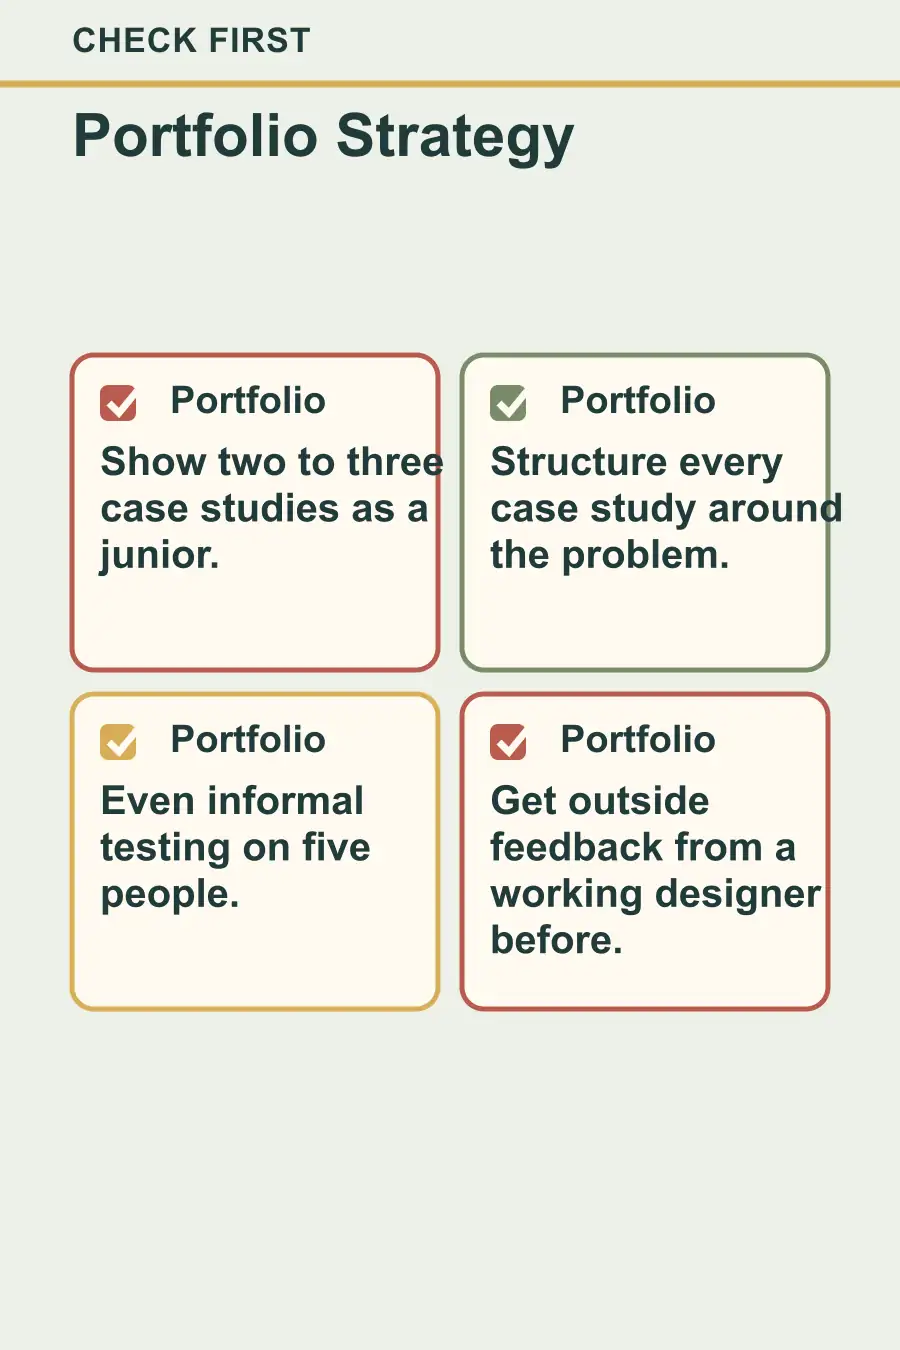 CHECK FIRST
Portfolio Strategy
Portfolio
Show two to three
case studies as a
junior.
Portfolio
Structure every
case study around
the problem.
Portfolio
Even informal
testing on five
people.
Portfolio
Get outside
feedback from a
working designer
before.